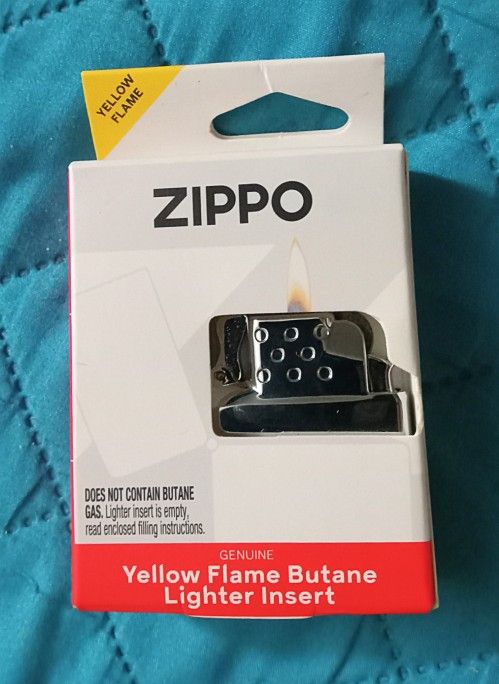 YELLOW
FLAME
ZIPPO
DOES NOT CONTAIN BUTANE
GAS. Lighter insert is empty,
read enclosed filling instructions.
GENUINE
Yellow Flame Butane
Lighter Insert